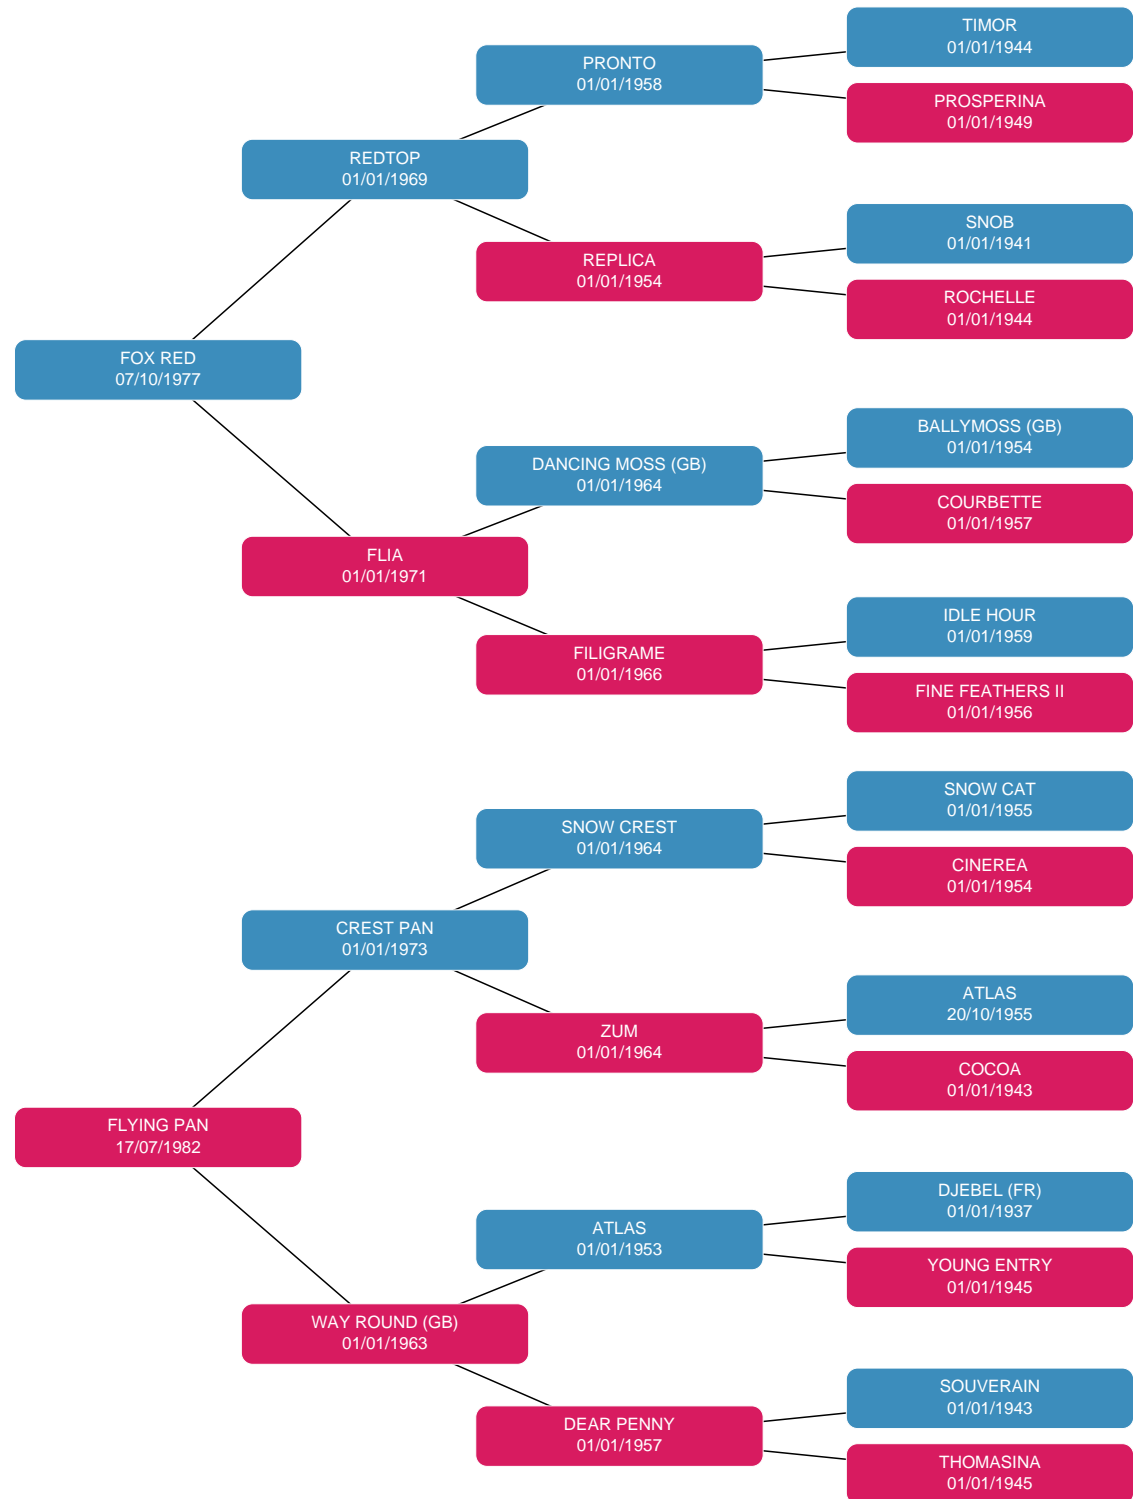 TIMOR
01/01/1944
PRONTO
01/01/1958
PROSPERINA
01/01/1949
REDTOP
01/01/1969
SNOB
01/01/1941
REPLICA
01/01/1954
ROCHELLE
01/01/1944
FOX RED
07/10/1977
BALLYMOSS (GB)
01/01/1954
DANCING MOSS (GB)
01/01/1964
COURBETTE
01/01/1957
FLIA
01/01/1971
IDLE HOUR
01/01/1959
FILIGRAME
01/01/1966
FINE FEATHERS II
01/01/1956
SNOW CAT
01/01/1955
SNOW CREST
01/01/1964
CINEREA
01/01/1954
CREST PAN
01/01/1973
ATLAS
20/10/1955
ZUM
01/01/1964
COCOA
01/01/1943
FLYING PAN
17/07/1982
DJEBEL (FR)
01/01/1937
ATLAS
01/01/1953
YOUNG ENTRY
01/01/1945
WAY ROUND (GB)
01/01/1963
SOUVERAIN
01/01/1943
DEAR PENNY
01/01/1957
THOMASINA
01/01/1945